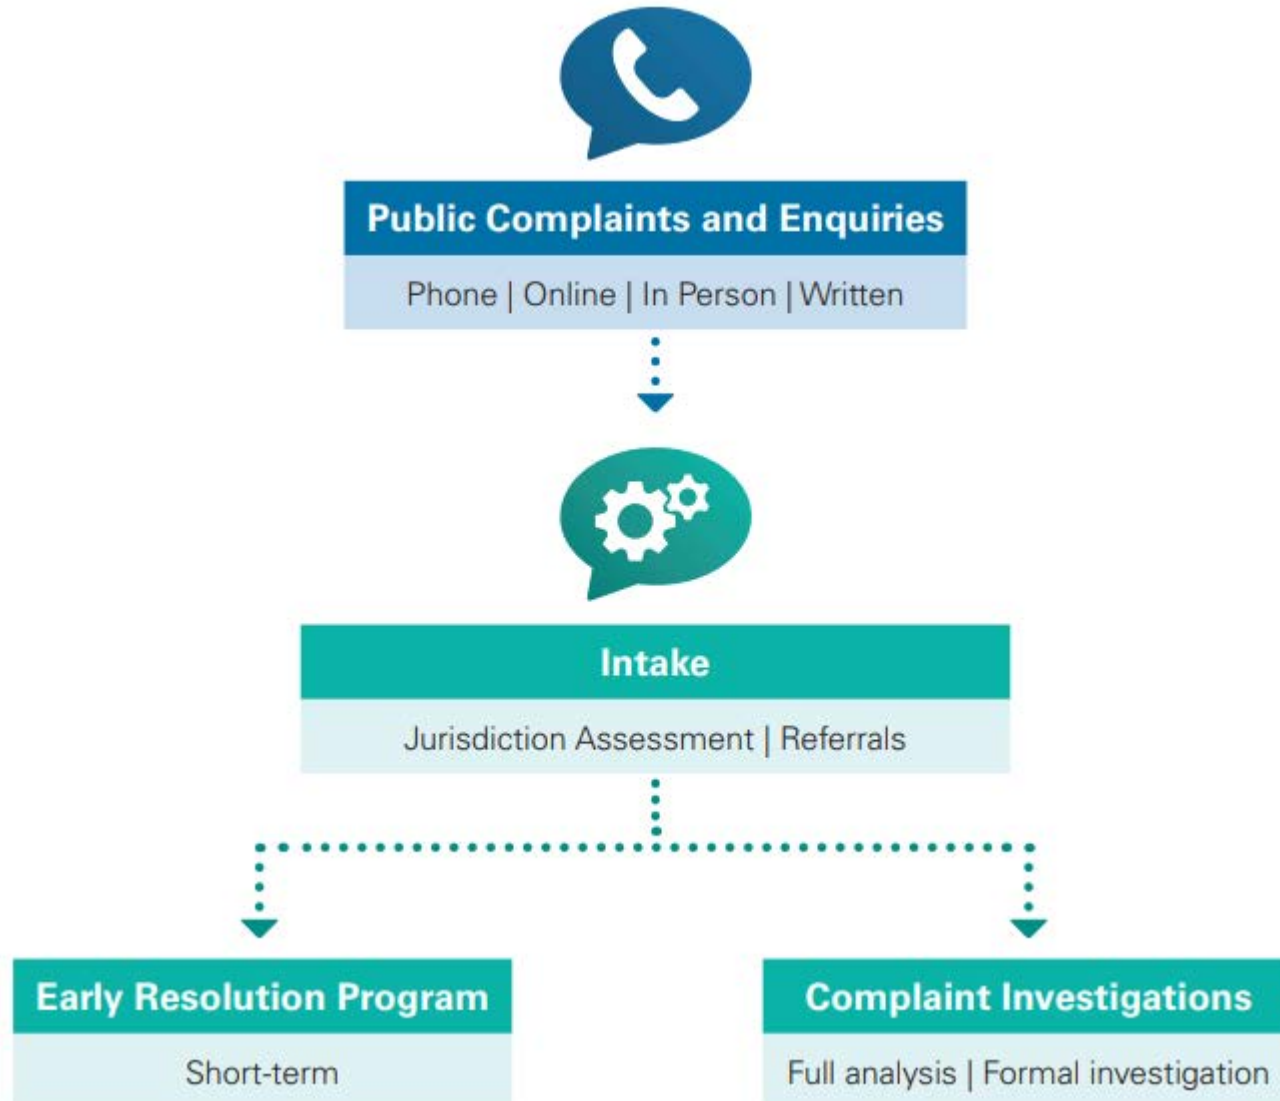 Public Complaints and Enquiries
Phone | Online | In Person | Written
Intake
Jurisdiction Assessment | Referrals
Early Resolution Program
Short-term
Complaint Investigations
Full analysis | Formal investigation